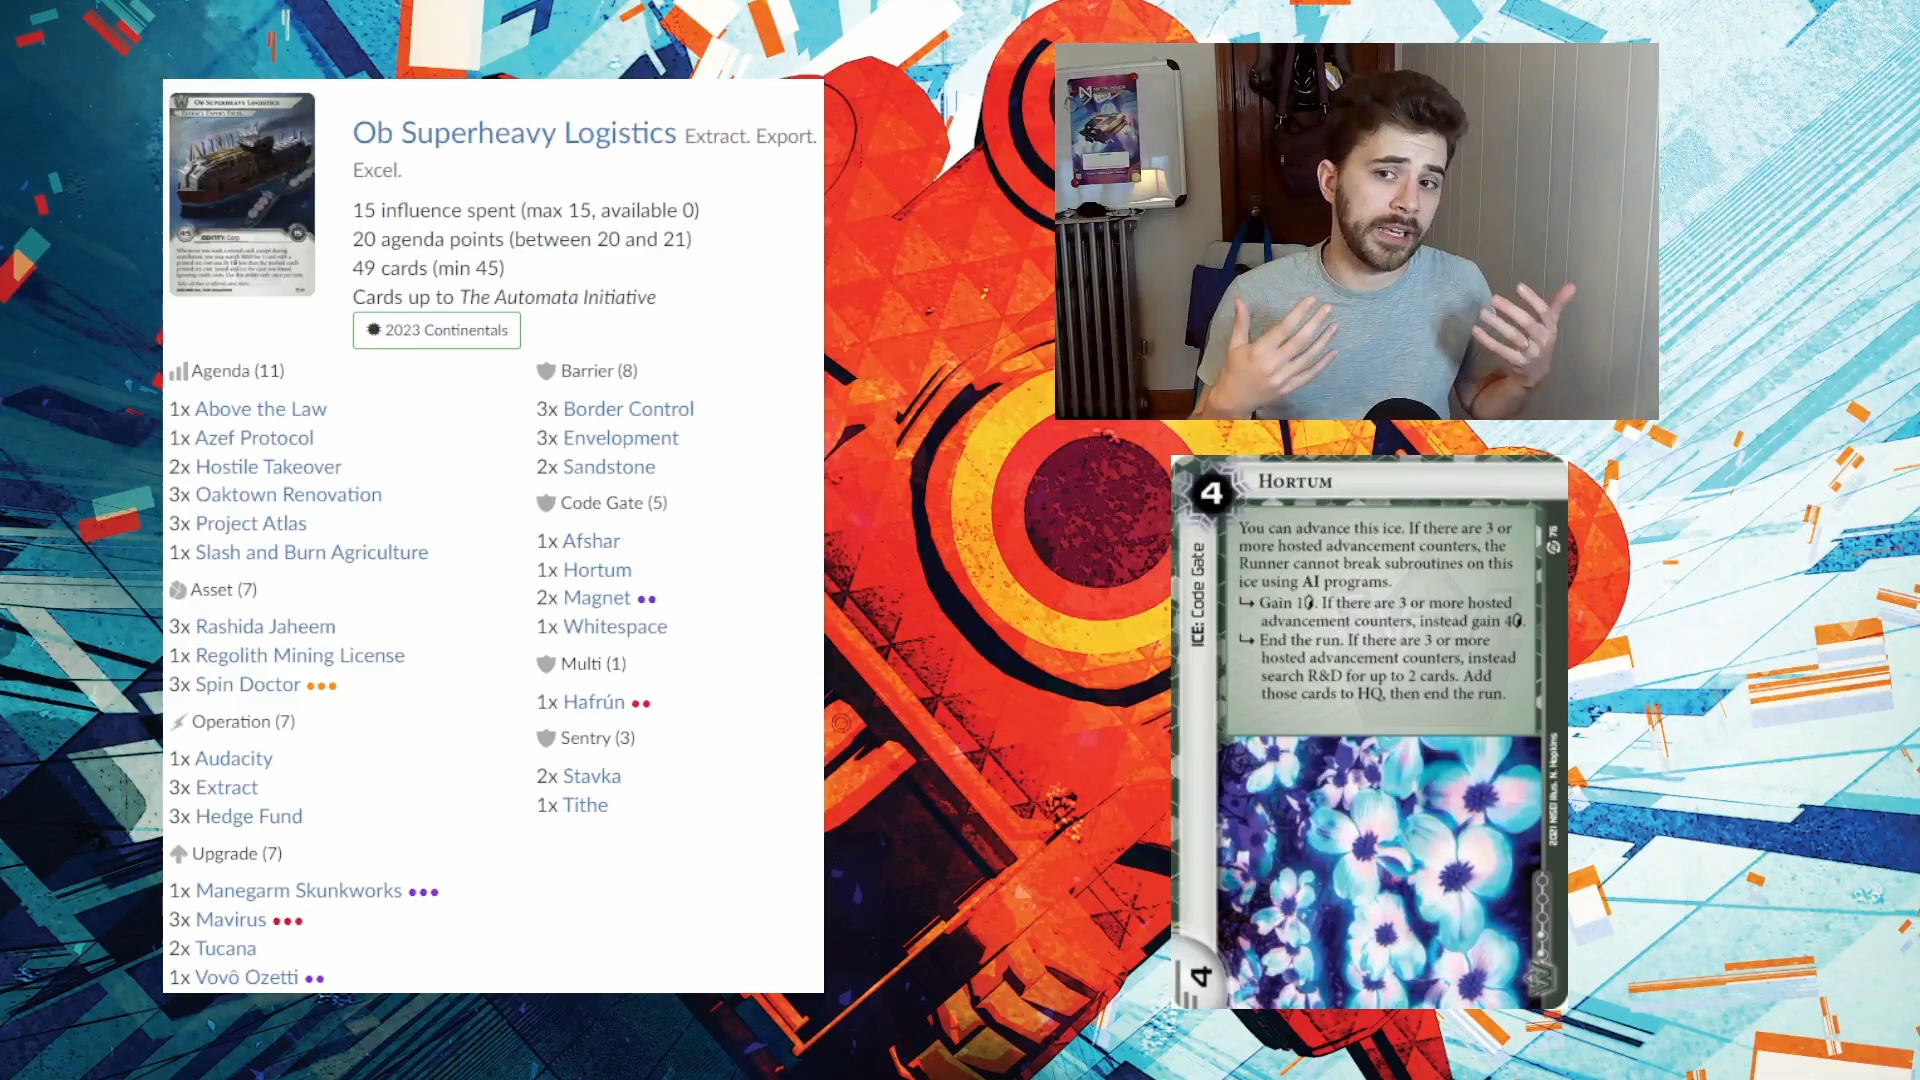 Ob Superheavy Logistics
Ob Superheavy Logistics Extract. Export.
Excel.
15 influence spent (max 15, available 0)
20 agenda points (between 20 and 21)
49 cards (min 45)
Cards up to The Automata Initiative
2023 Continentals
Agenda (11)
1x Above the Law
1x Azef Protocol
2x Hostile Takeover
3x Oaktown Renovation
3x Project Atlas
1x Slash and Burn Agriculture
Asset (7)
3x Rashida Jaheem
1x Regolith Mining License
3x Spin Doctor
Operation (7)
1x Audacity
3x Extract
3x Hedge Fund
Upgrade (7)
1x Manegarm Skunkworks
3x Mavirus
2x Tucana
1x Vovô Ozetti
Barrier (8)
3x Border Control
3x Envelopment
2x Sandstone
Code Gate (5)
1x Afshar
1x Hortum
2x Magnet
1x Whitespace
Multi (1)
1x Hafrún
Sentry (3)
2x Stavka
1x Tithe
4
Hortum
ICE: Code Gate
You can advance this ice. If there are 3 or
more hosted advancement counters, the
Runner cannot break subroutines on this
ice using AI programs.
Gain 1. If there are 3 or more hosted
advancement counters, instead gain 4.
End the run. If there are 3 or more
hosted advancement counters, instead
search R&D for up to 2 cards. Add
those cards to HQ, then end the run.
76
2021 NISEI Illus. N. Hopkins
4